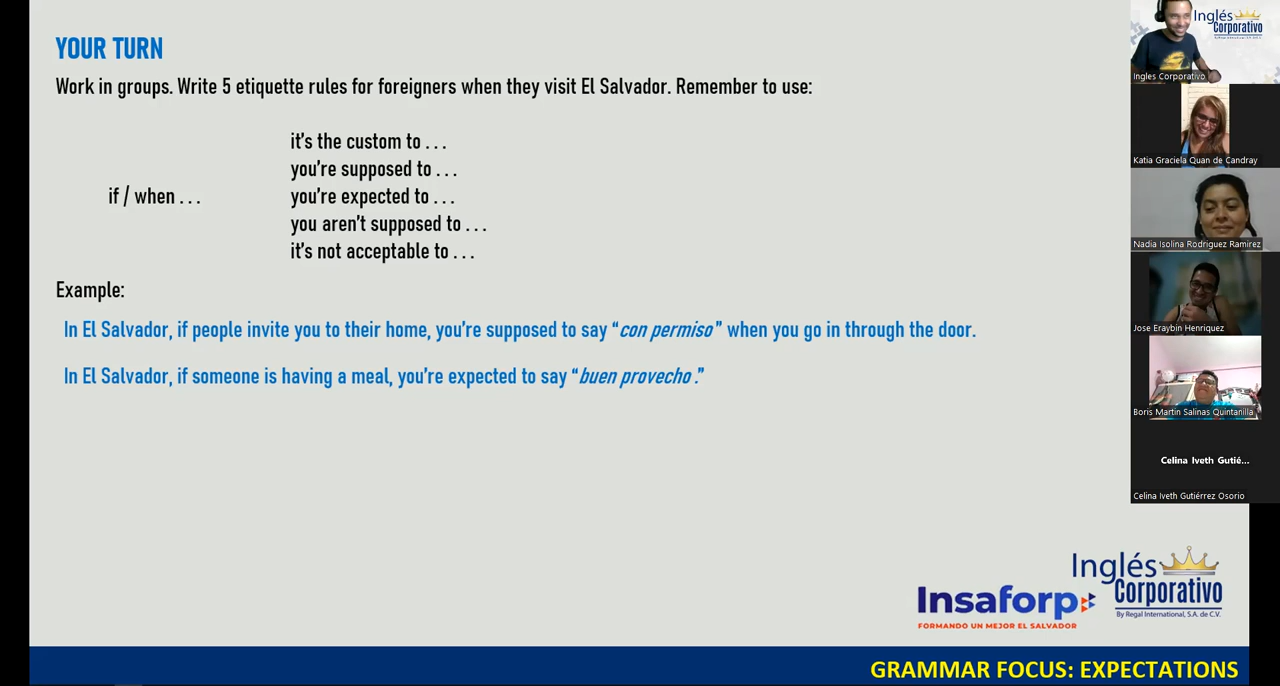 YOUR TURN
Work in groups. Write 5 etiquette rules for foreigners when they visit El Salvador. Remember to use:
it's the custom to . . .
you're supposed to . . .
if / when . . .
you're expected to . . .
you aren't supposed to . . .
it's not acceptable to . . .
Example:
In El Salvador, if people invite you to their home, you're supposed to say “con permiso” when you go in through the door.
In El Salvador, if someone is having a meal, you're expected to say “buen provecho.”
Inglés
Corporativo
Ingles Corporativo
Katia Graciela Quan de Candray
Nadia Isolina Rodriguez Ramirez
Jose Eraybin Henriquez
Boris Martin Salinas Quintanilla
Celina Iveth Gutié...
Celina Iveth Gutiérrez Osorio
Insaforp
FORMANDO UN MEJOR EL SALVADOR
Inglés
Corporativo
By Regal International, S.A. de C.V.
GRAMMAR FOCUS: EXPECTATIONS